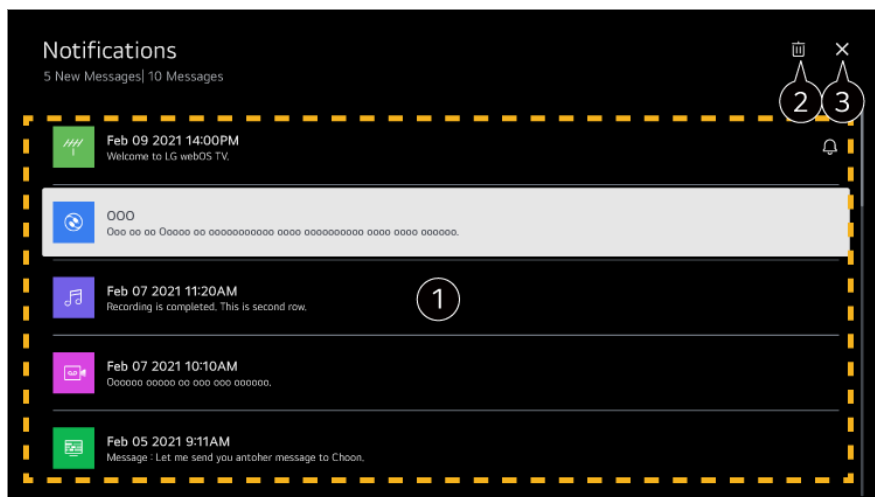 Notifications
5 New Messages| 10 Messages
2
3
Feb 09 2021 14:00PM
Welcome to LG webOS TV.
OOO
Ooo oo oo Ooooo oo ooooooooooo oooo oooooooooo oooo oooo oooooo.
Feb 07 2021 11:20AM
Recording is completed. This is second row.
1
Feb 07 2021 10:10AM
Oooooo ooooo oo ooo ooo oooooo.
Feb 05 2021 9:11AM
Message : Let me send you antoher message to Choon.